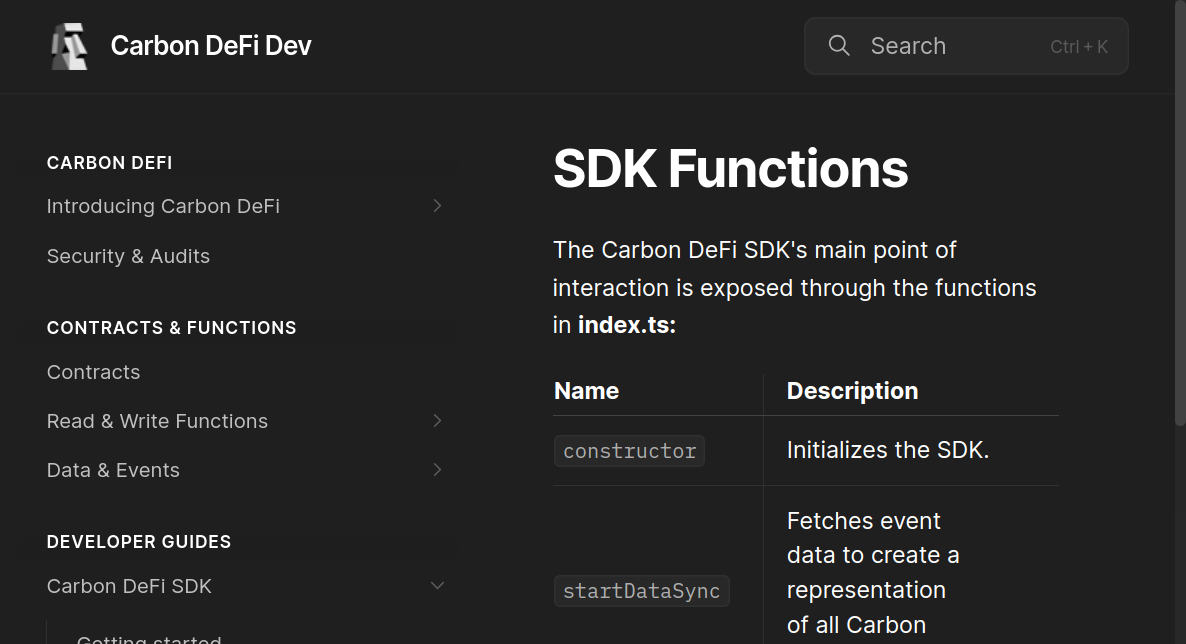 Carbon DeFi Dev
Search
Ctrl + K
CARBON DEFI
Introducing Carbon DeFi
Security & Audits
CONTRACTS & FUNCTIONS
Contracts
Read & Write Functions
Data & Events
DEVELOPER GUIDES
Carbon DeFi SDK
Getting started
SDK Functions
The Carbon DeFi SDK's main point of
interaction is exposed through the functions
in index.ts:
Name
Description
constructor
Initializes the SDK.
startDataSync
Fetches event
data to create a
representation
of all Carbon